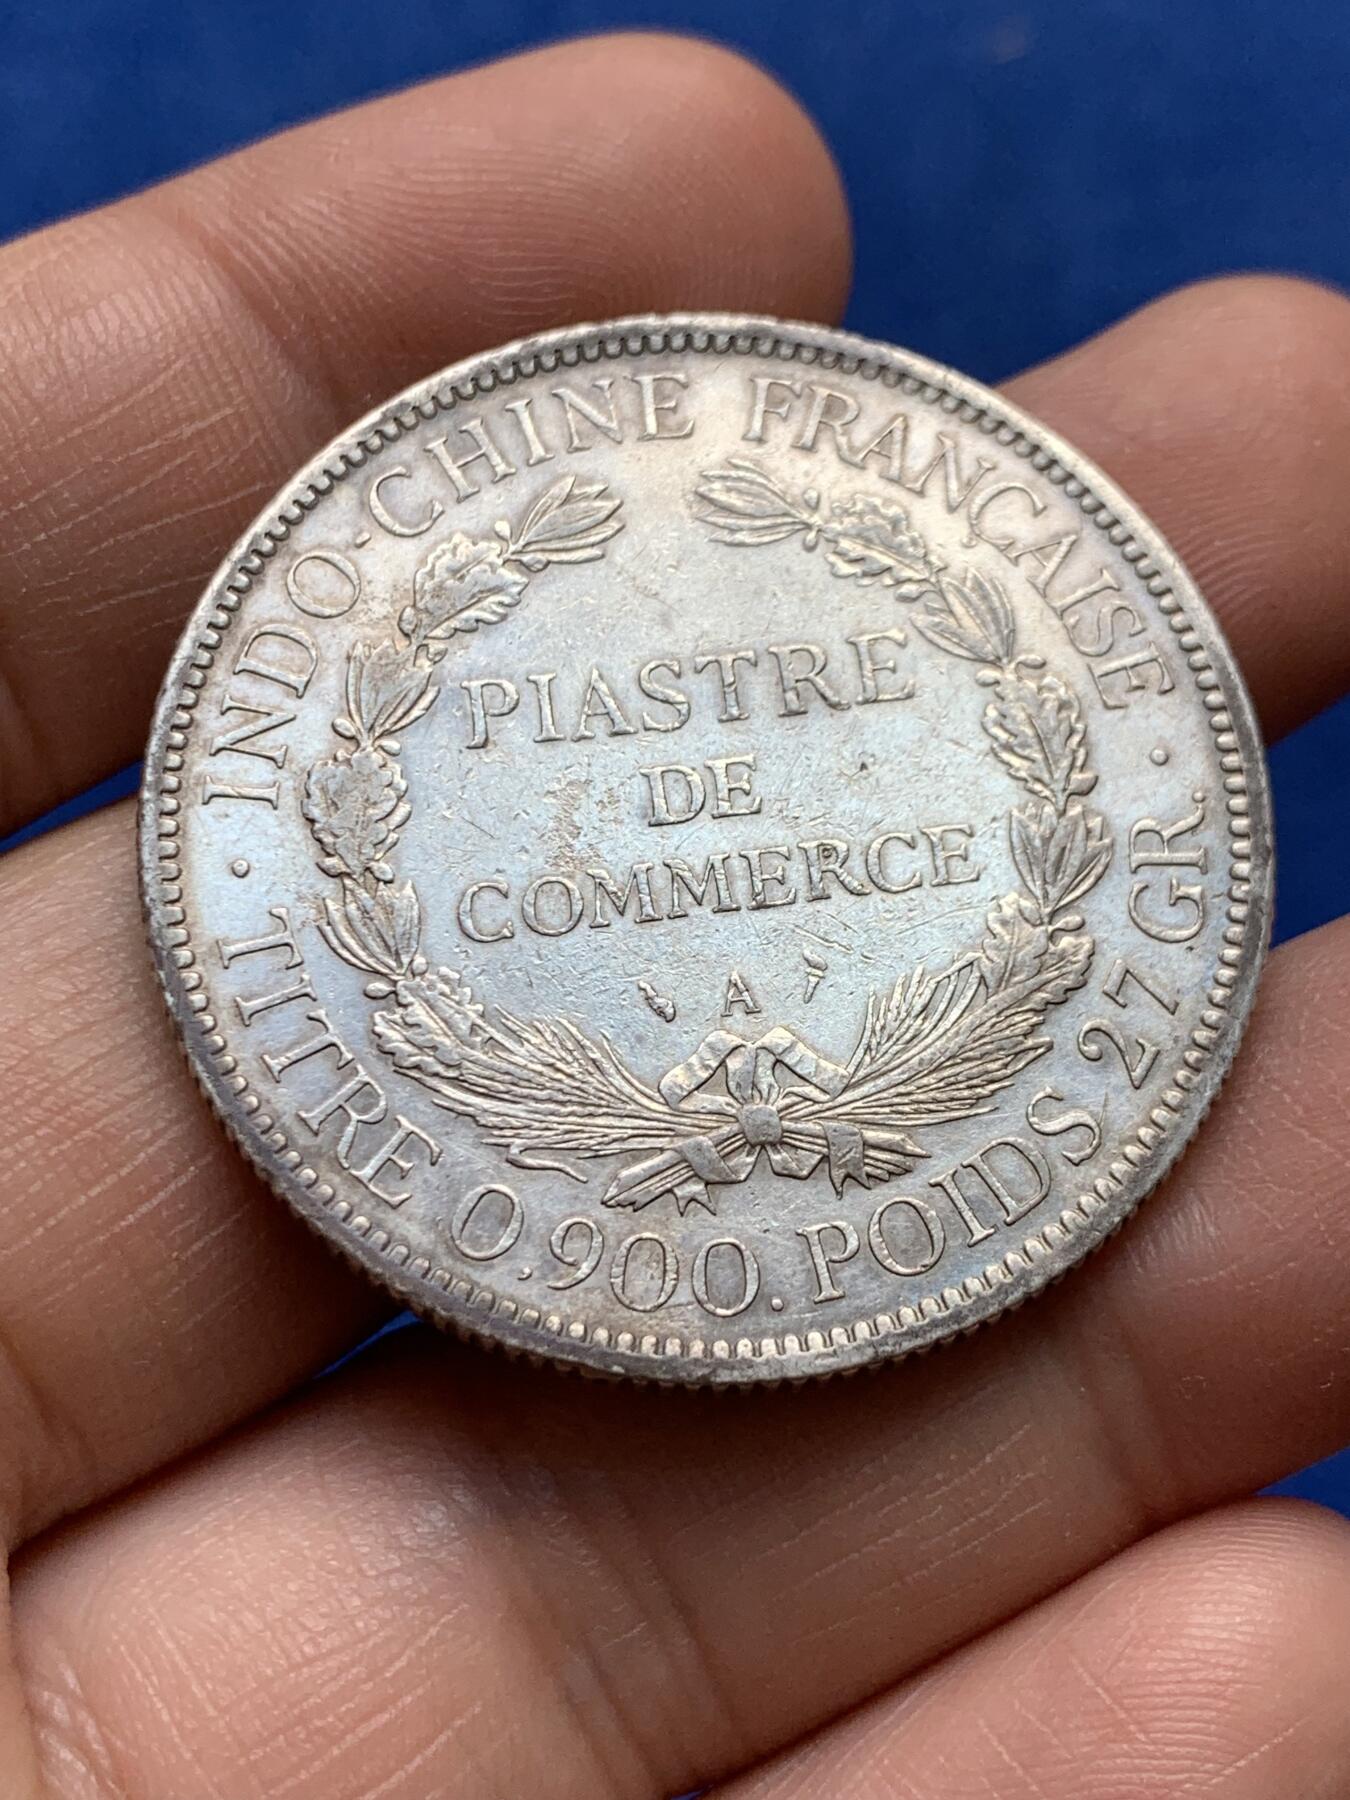 INDO-CHINE FRANÇAISE
PIASTRE
DE
COMMERCE
A
TITRE 0,900. POIDS 27 GR.